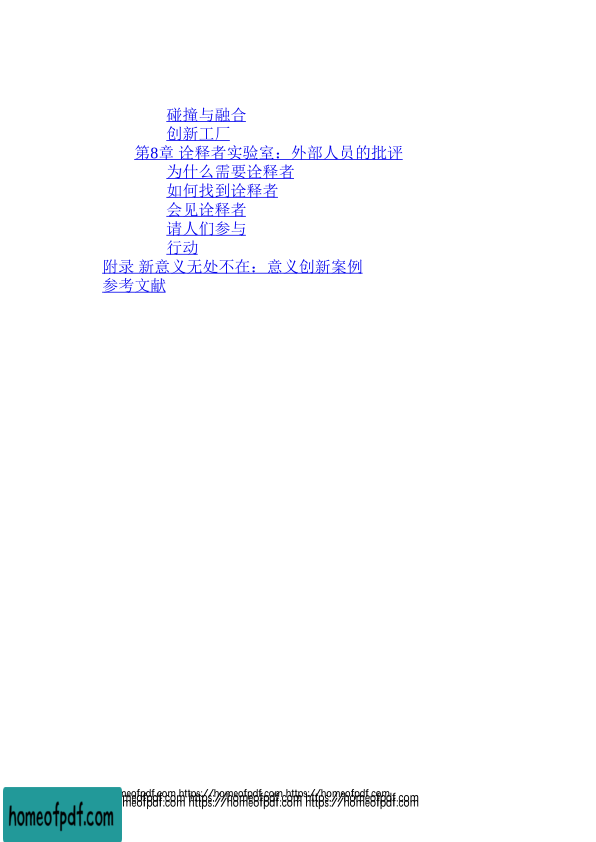 碰撞与融合
创新工厂
第8章 诠释者实验室：外部人员的批评
为什么需要诠释者
如何找到诠释者
会见诠释者
请人们参与
行动
附录 新意义无处不在：意义创新案例
参考文献
meofpdf.com https://homeofpdf.com https://homeofpdf.com
meofpdf.com https://homeofpdf.com https://homeofpdf.com
homeofpdf.com